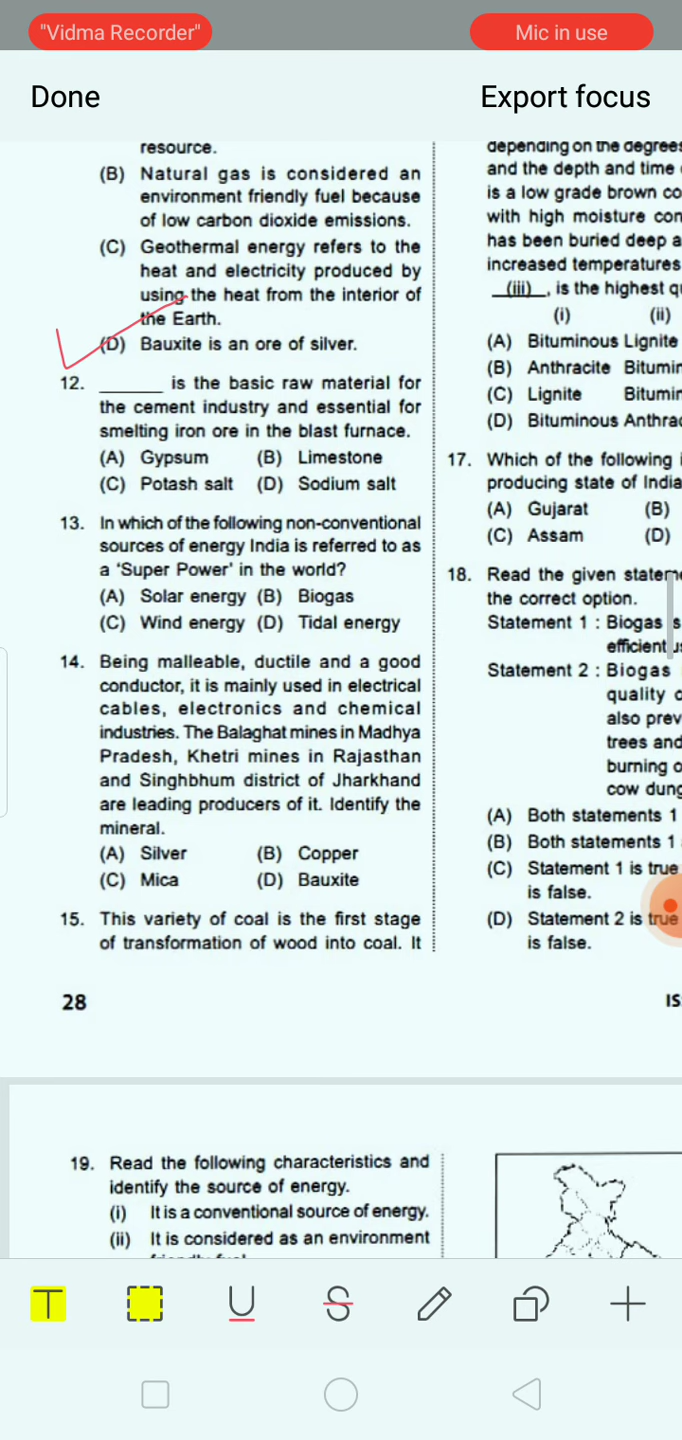 "Vidma Recorder"
Mic in use
Done
Export focus
resource.
(B) Natural gas is considered an
environment friendly fuel because
of low carbon dioxide emissions.
(C) Geothermal energy refers to the
heat and electricity produced by
using the heat from the interior of
the Earth.
(D) Bauxite is an ore of silver.
12. ______ is the basic raw material for
the cement industry and essential for
smelting iron ore in the blast furnace.
(A) Gypsum (B) Limestone
(C) Potash salt (D) Sodium salt
13. In which of the following non-conventional
sources of energy India is referred to as
a 'Super Power' in the world?
(A) Solar energy (B) Biogas
(C) Wind energy (D) Tidal energy
14. Being malleable, ductile and a good
conductor, it is mainly used in electrical
cables, electronics and chemical
industries. The Balaghat mines in Madhya
Pradesh, Khetri mines in Rajasthan
and Singhbhum district of Jharkhand
are leading producers of it. Identify the
mineral.
(A) Silver (B) Copper
(C) Mica (D) Bauxite
15. This variety of coal is the first stage
of transformation of wood into coal. It
28
depending on the degrees
and the depth and time
is a low grade brown co
with high moisture con
has been buried deep a
increased temperatures
(iii), is the highest q
(i) (ii)
(A) Bituminous Lignite
(B) Anthracite Bitumin
(C) Lignite Bitumin
(D) Bituminous Anthrac
17. Which of the following i
producing state of India
(A) Gujarat (B)
(C) Assam (D)
18. Read the given stateme
the correct option.
Statement 1 : Biogas s
efficient us
Statement 2 : Biogas
quality o
also prev
trees and
burning o
cow dung
(A) Both statements 1
(B) Both statements 1
(C) Statement 1 is true
is false.
(D) Statement 2 is true
is false.
IS
19. Read the following characteristics and
identify the source of energy.
(i) It is a conventional source of energy.
(ii) It is considered as an environment